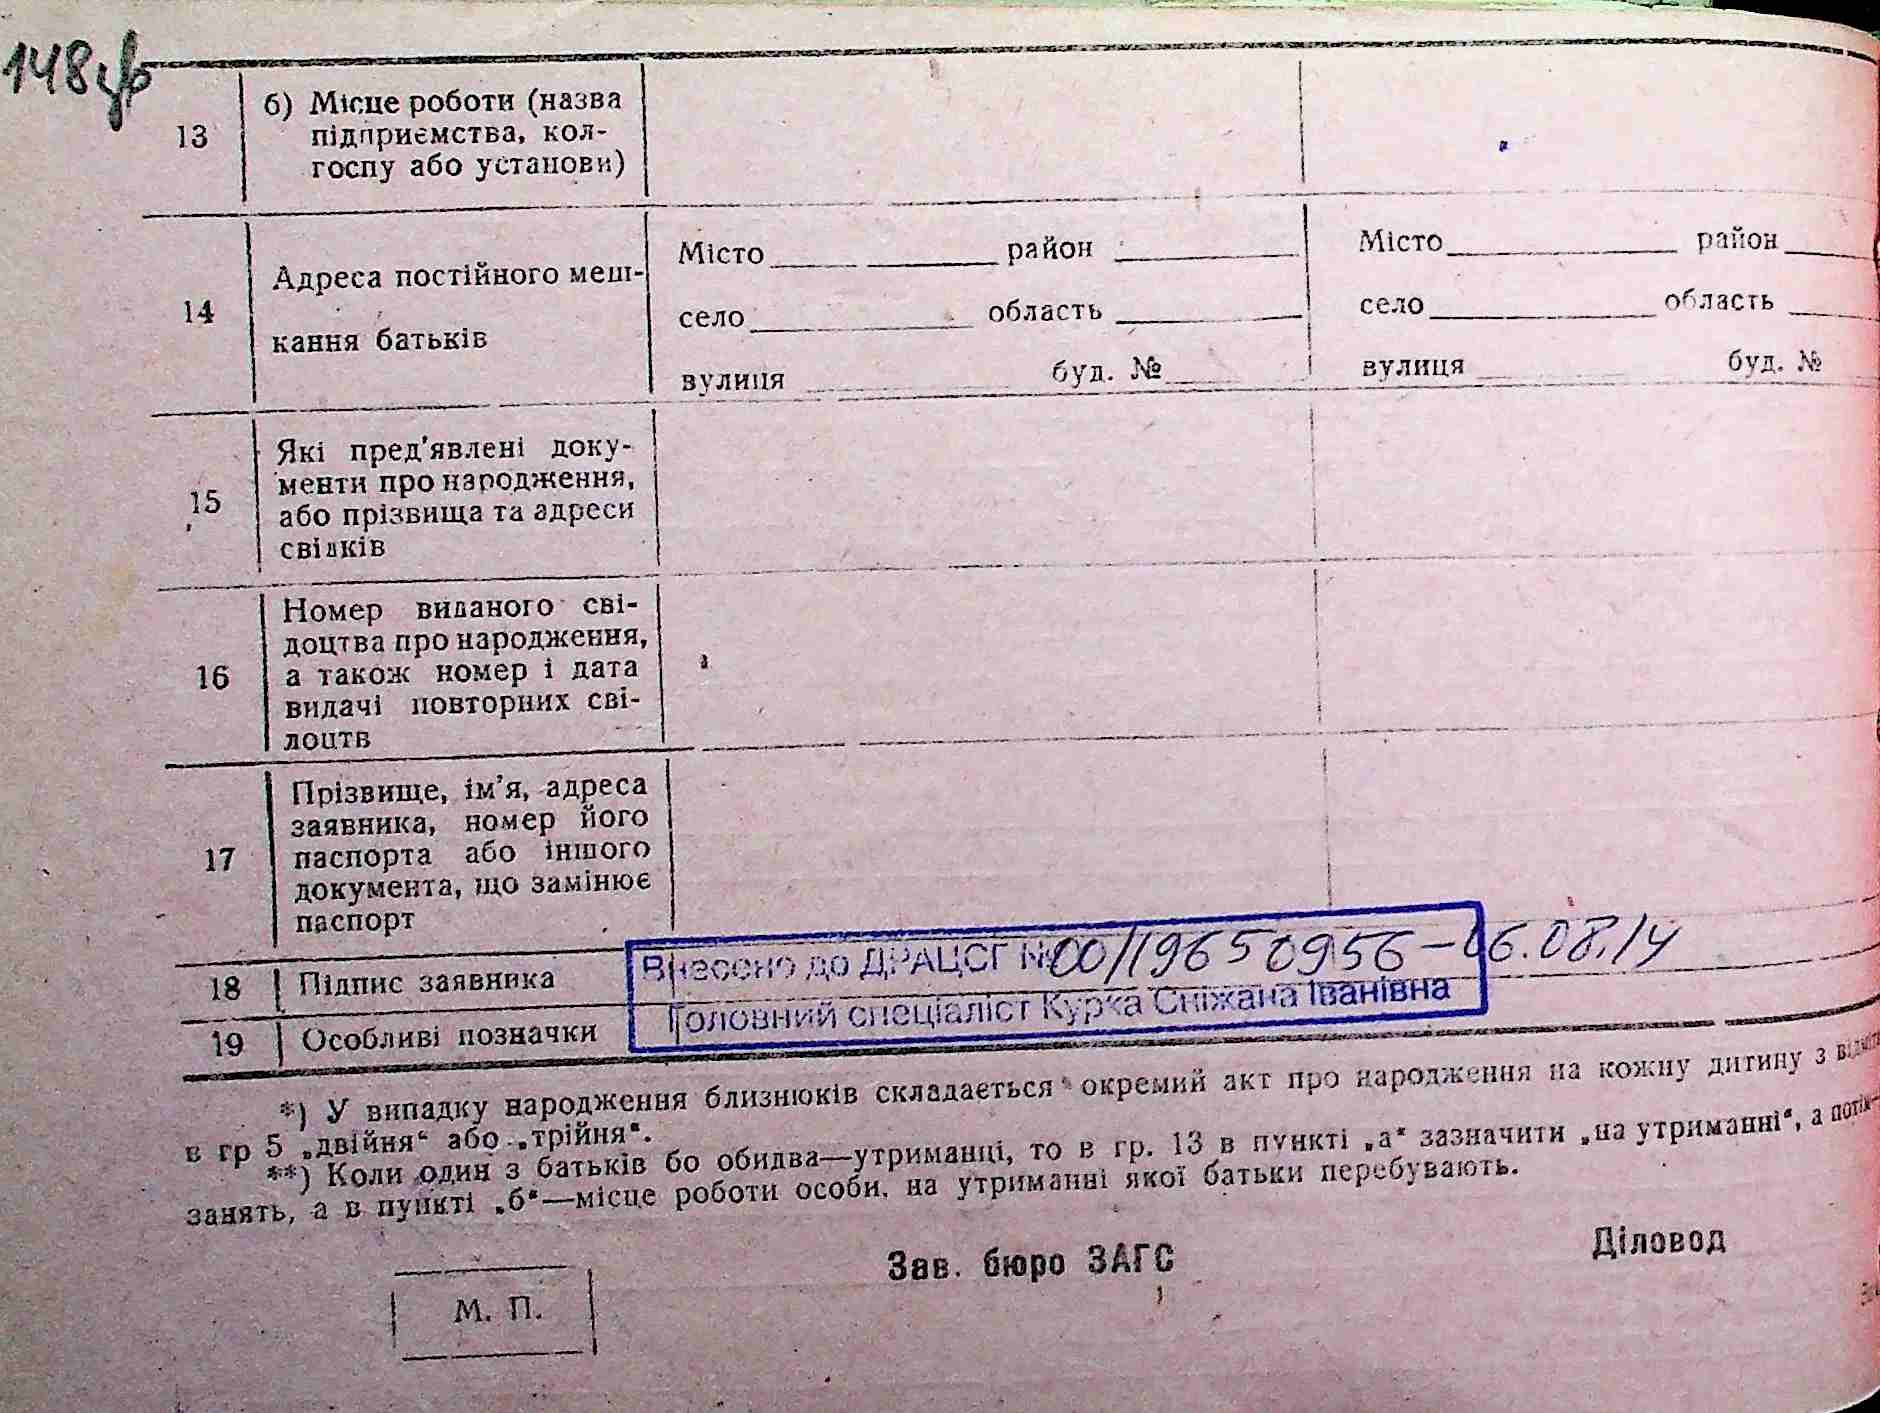 148
13
б) Місце роботи (назва
підприємства, кол-
госпу або установи)
14
Адреса постійного меш-
кання батьків
Місто район
село область
вулиця буд. №
Місто район
село область
вулиця буд. №
15
Які пред'явлені доку-
менти про народження,
або прізвища та адреси
свідків
16
Номер виданого сві-
доцтва про народження,
а також номер і дата
видачі повторних сві-
доцтв
17
Прізвище, ім'я, адреса
заявника, номер його
паспорта або іншого
документа, що замінює
паспорт
18 Підпис заявника
Внесено до ДРАЦСГ № 00119650956 - 06.08.14
Головний спеціаліст Курка Сніжана Іванівна
19 Особливі позначки
*) У випадку народження близнюків складається окремий акт про народження на кожну дитину з
в гр 5 „двійня“ або „трійня“.
**) Коли один з батьків бо обидва—утриманці, то в гр. 13 в пункті „а“ зазначити „на утриманні“, а потім
занять, а в пункті „б“—місце роботи особи, на утриманні якої батьки перебувають.
Зав. бюро ЗАГС
Діловод
М. П.